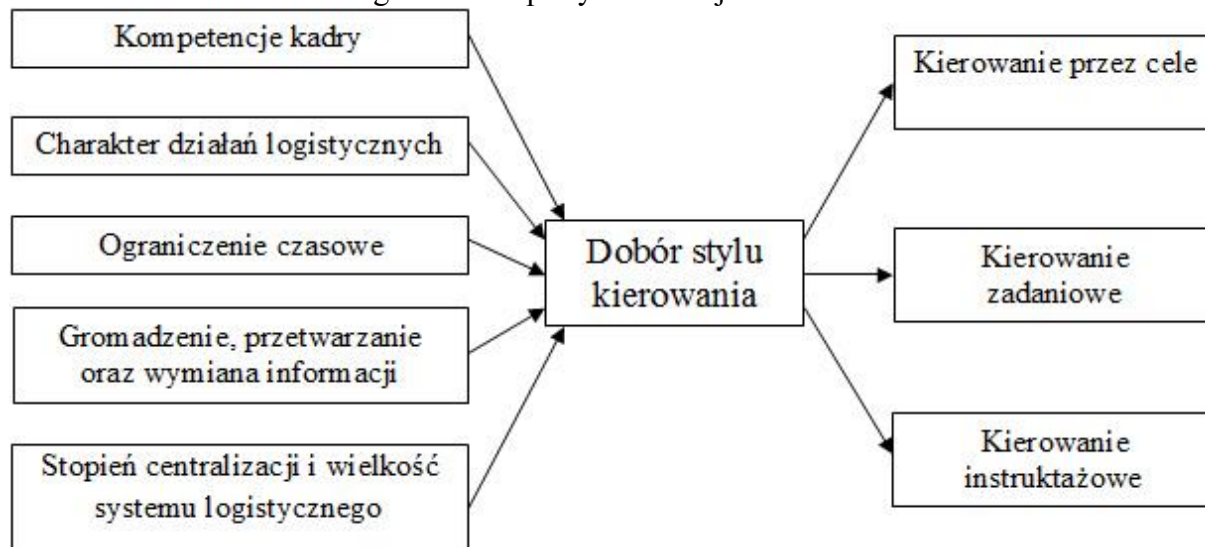 Kompetencje kadry
Charakter działań logistycznych
Ograniczenie czasowe
Gromadzenie, przetwarzanie
oraz wymiana informacji
Stopień centralizacji i wielkość
systemu logistycznego
Dobór stylu
kierowania
Kierowanie przez cele
Kierowanie
zadaniowe
Kierowanie
instruktażowe